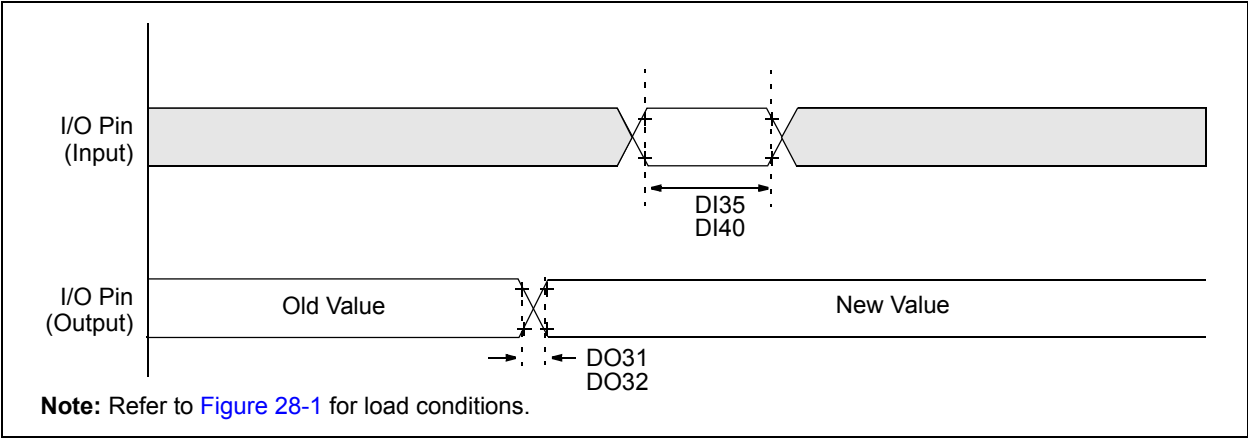 I/O Pin
(Input)
DI35
DI40
I/O Pin
(Output)
Old Value
New Value
DO31
DO32
Note: Refer to Figure 28-1 for load conditions.